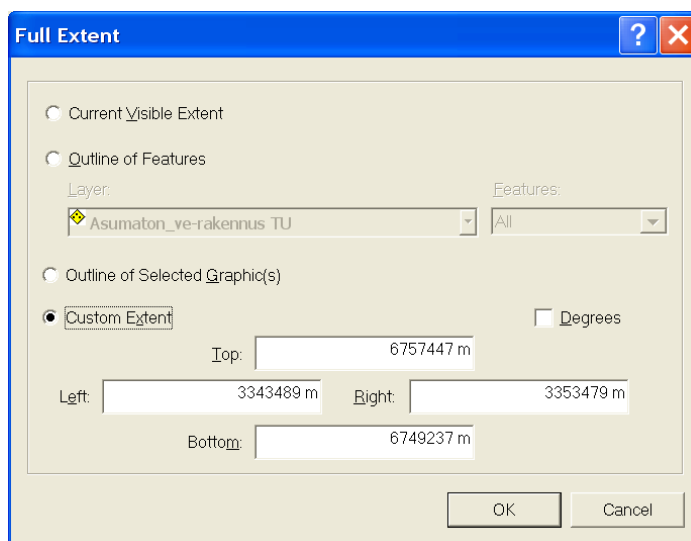 Full Extent
Current Visible Extent
Outline of Features
Layer: Features:
Asumaton_ve-rakennus TU All
Outline of Selected Graphic(s)
Custom Extent Degrees
Top: 6757447 m
Left: 3343489 m Right: 3353479 m
Bottom: 6749237 m
OK Cancel